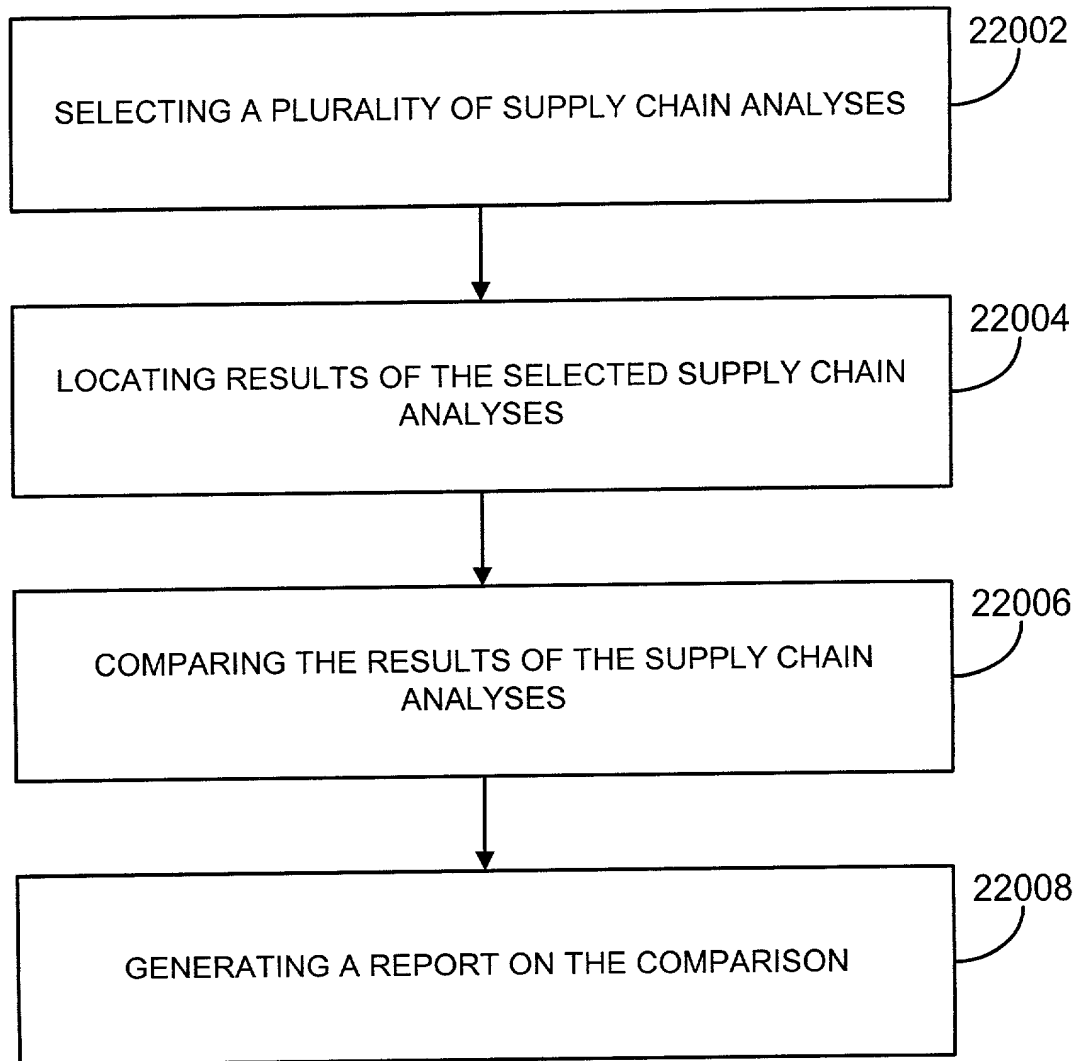 22002
SELECTING A PLURALITY OF SUPPLY CHAIN ANALYSES
22004
LOCATING RESULTS OF THE SELECTED SUPPLY CHAIN
ANALYSES
22006
COMPARING THE RESULTS OF THE SUPPLY CHAIN
ANALYSES
22008
GENERATING A REPORT ON THE COMPARISON